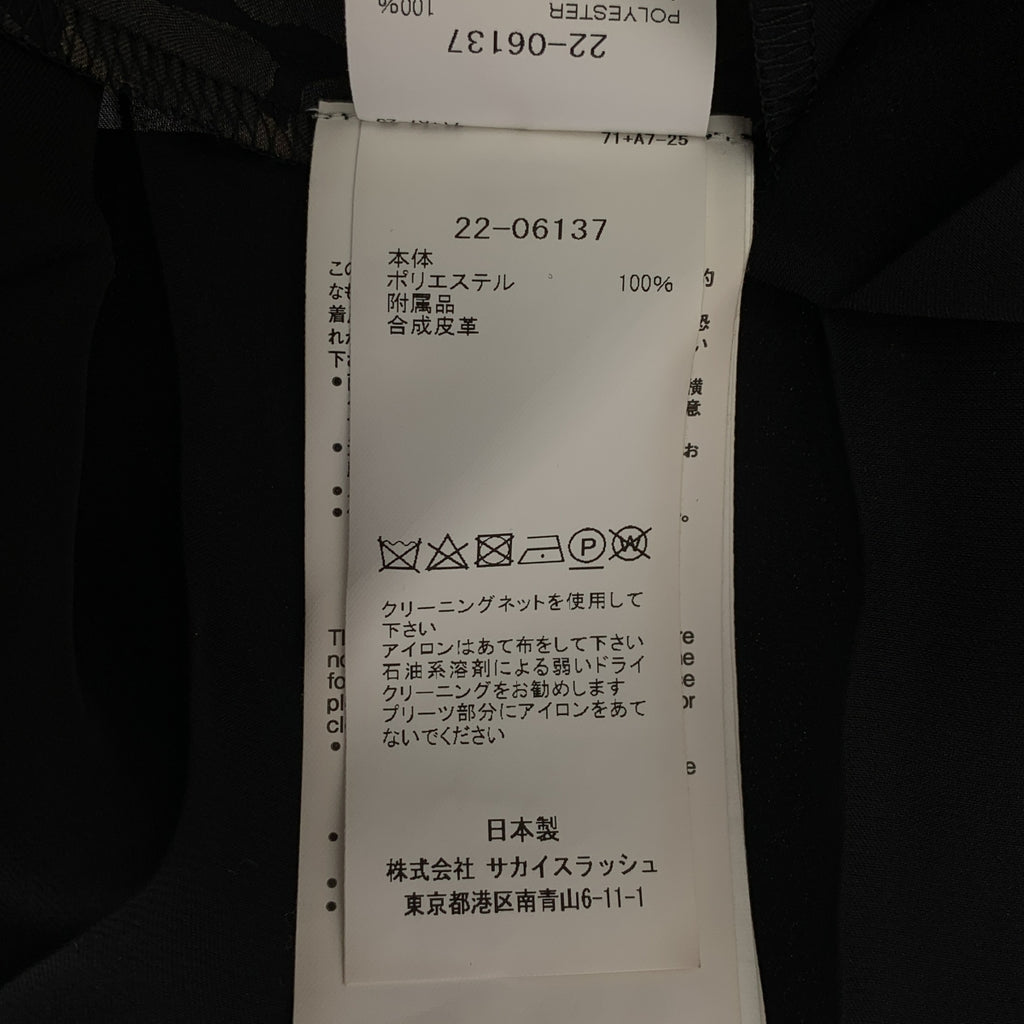 100%
POLYESTER
22-06137
71+A7-25
22-06137
本体
ポリエステル 100%
附属品
合成皮革
クリーニングネットを使用して
下さい
アイロンはあて布をして下さい
石油系溶剤による弱いドライ
クリーニングをお勧めします
プリーツ部分にアイロンをあて
ないでください
日本製
株式会社 サカイスラッシュ
東京都港区南青山6-11-1